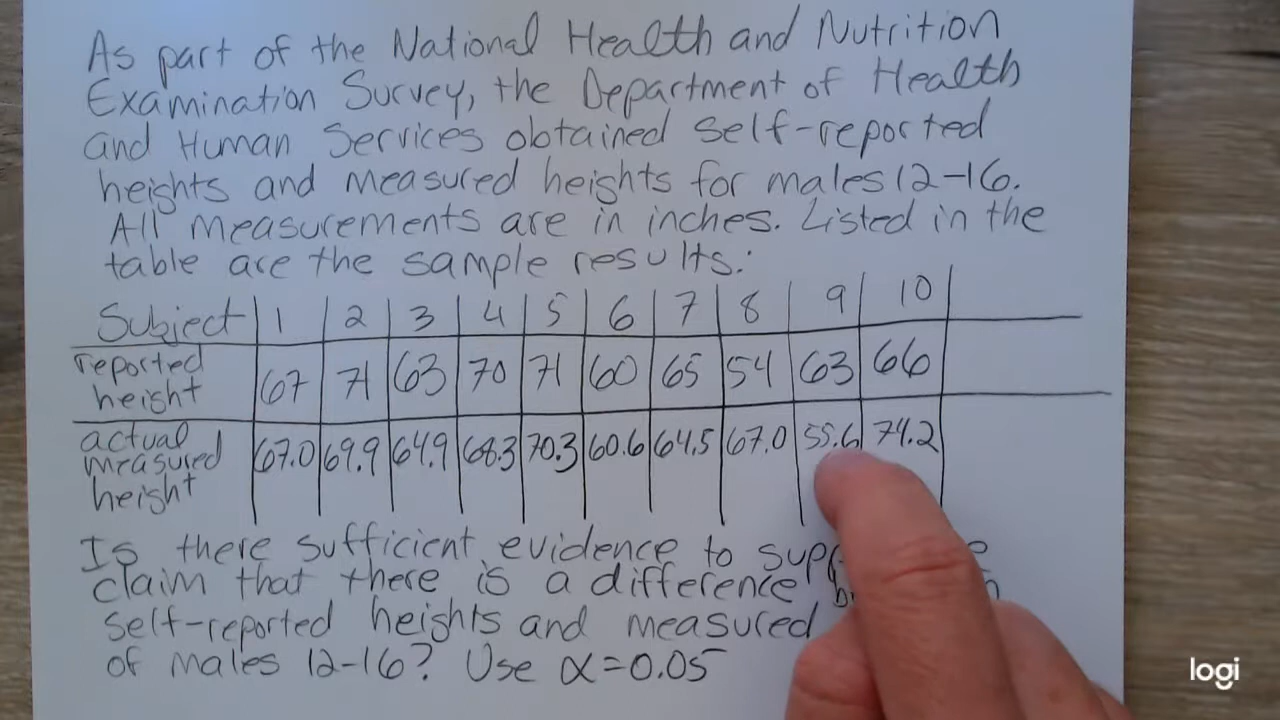 As part of the National Health and Nutrition
Examination Survey, the Department of Health
and Human Services obtained self-reported
heights and measured heights for males 12-16.
All measurements are in inches. Listed in the
table are the sample results:
Subject 1 2 3 4 5 6 7 8 9 10
reported height 67 71 63 70 71 60 65 54 63 66
actual measured height 67.0 69.9 64.9 68.3 70.3 60.6 64.5 67.0 55.6 74.2
Is there sufficient evidence to
claim that there is a difference
self-reported heights and measured
of males 12-16? Use α=0.05
logi